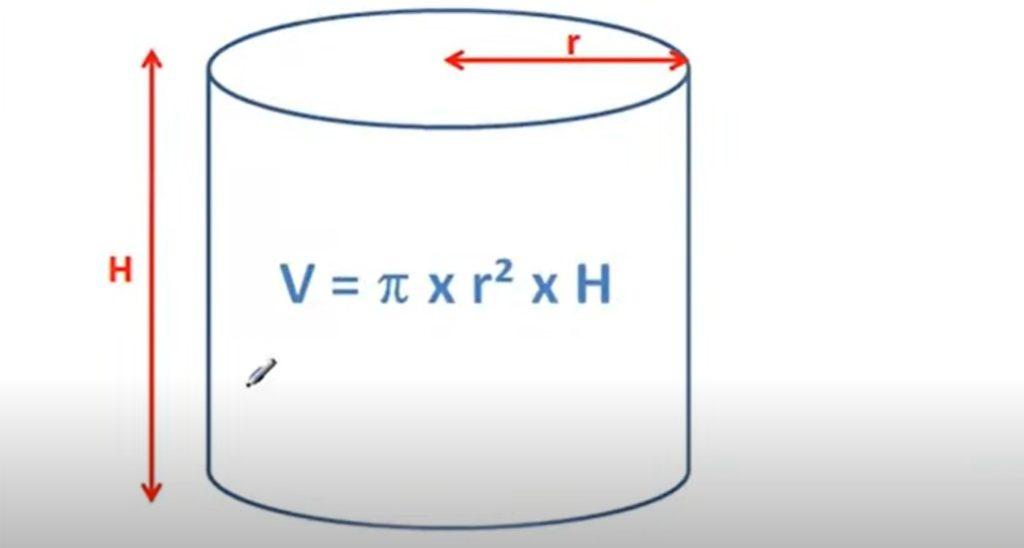 r
H
V = π x r² x H